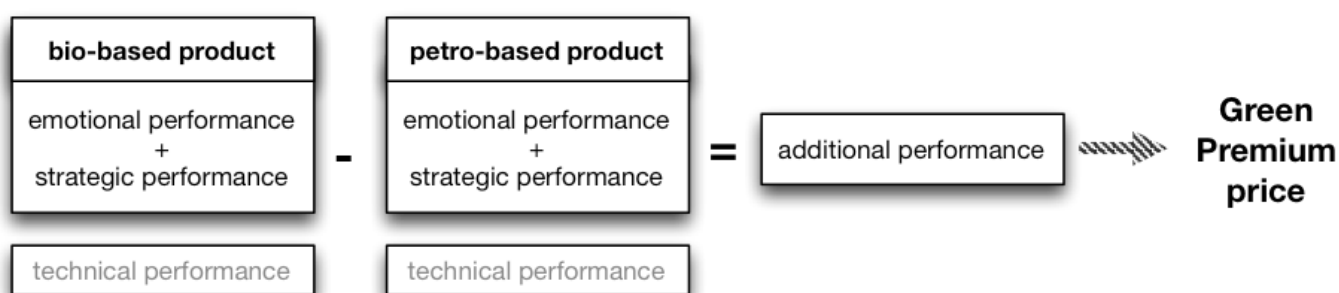 bio-based product
emotional performance
+
strategic performance
technical performance
-
petro-based product
emotional performance
+
strategic performance
technical performance
=
additional performance
Green
Premium
price